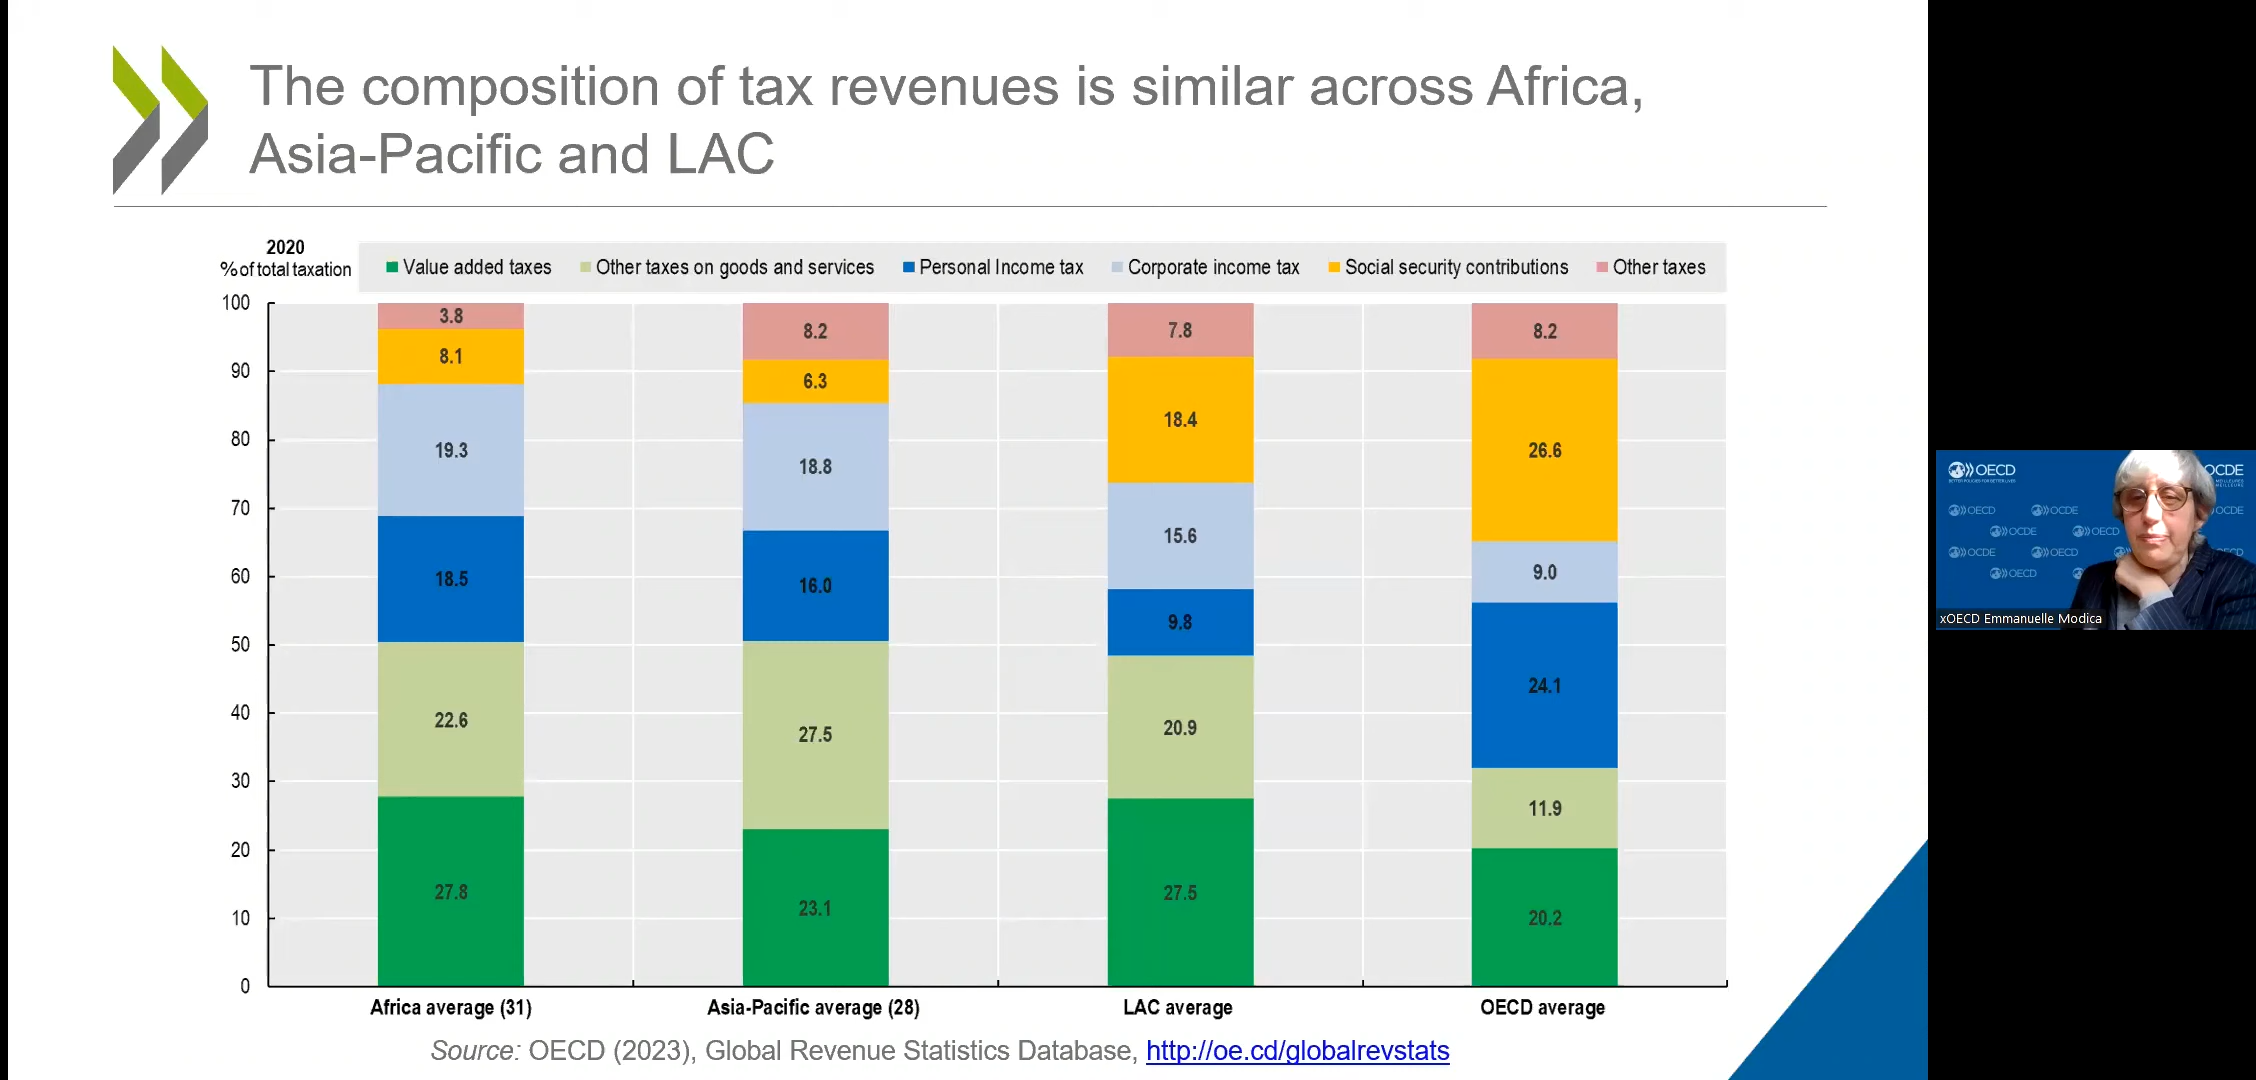 The composition of tax revenues is similar across Africa,
Asia-Pacific and LAC
2020
% of total taxation
Value added taxes
Other taxes on goods and services
Personal Income tax
Corporate income tax
Social security contributions
Other taxes
100
90
80
70
60
50
40
30
20
10
0
3.8
8.1
19.3
18.5
22.6
27.8
8.2
6.3
18.8
16.0
27.5
23.1
7.8
18.4
15.6
9.8
20.9
27.5
8.2
26.6
9.0
24.1
11.9
20.2
Africa average (31)
Asia-Pacific average (28)
LAC average
OECD average
Source: OECD (2023), Global Revenue Statistics Database, http://oe.cd/globalrevstats
OECD
OCDE
OECD
OCDE
OCDE
OCDE
OECD
OCDE
OECD
OECD
xOECD Emmanuelle Modica